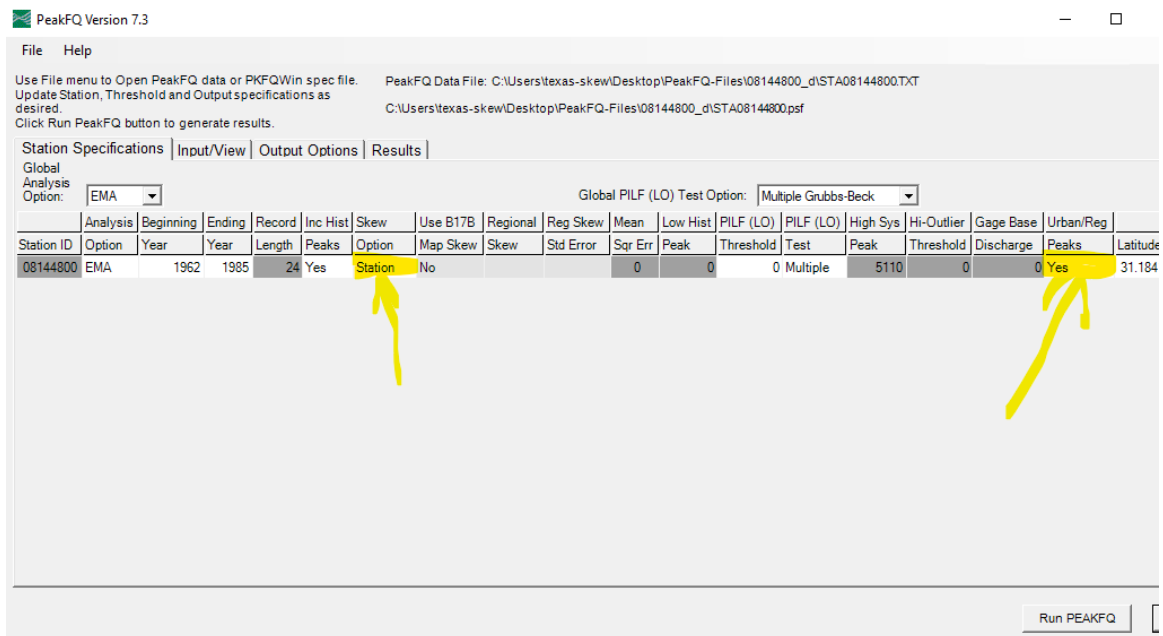 PeakFQ Version 7.3
File Help
Use File menu to Open PeakFQ data or PKFQWin spec file.
Update Station, Threshold and Output specifications as
desired.
Click Run PeakFQ button to generate results.
PeakFQ Data File: C:\Users\texas-skew\Desktop\PeakFQ-Files\08144800_d\STA08144800.TXT
C:\Users\texas-skew\Desktop\PeakFQ-Files\08144800_d\STA08144800.psf
Station Specifications Input/View Output Options Results
Global
Analysis
Option: EMA Global PILF (LO) Test Option: Multiple Grubbs-Beck
Analysis Beginning Ending Record Inc Hist Skew Use B17B Regional Reg Skew Mean Low Hist PILF (LO) PILF (LO) High Sys Hi-Outlier Gage Base Urban/Reg
Station ID Option Year Year Length Peaks Option Map Skew Skew Std Error Sqr Err Peak Threshold Test Peak Threshold Discharge Peaks Latitude
08144800 EMA 1962 1985 24 Yes Station No 0 0 0 Multiple 5110 0 0 Yes 31.184
Run PEAKFQ